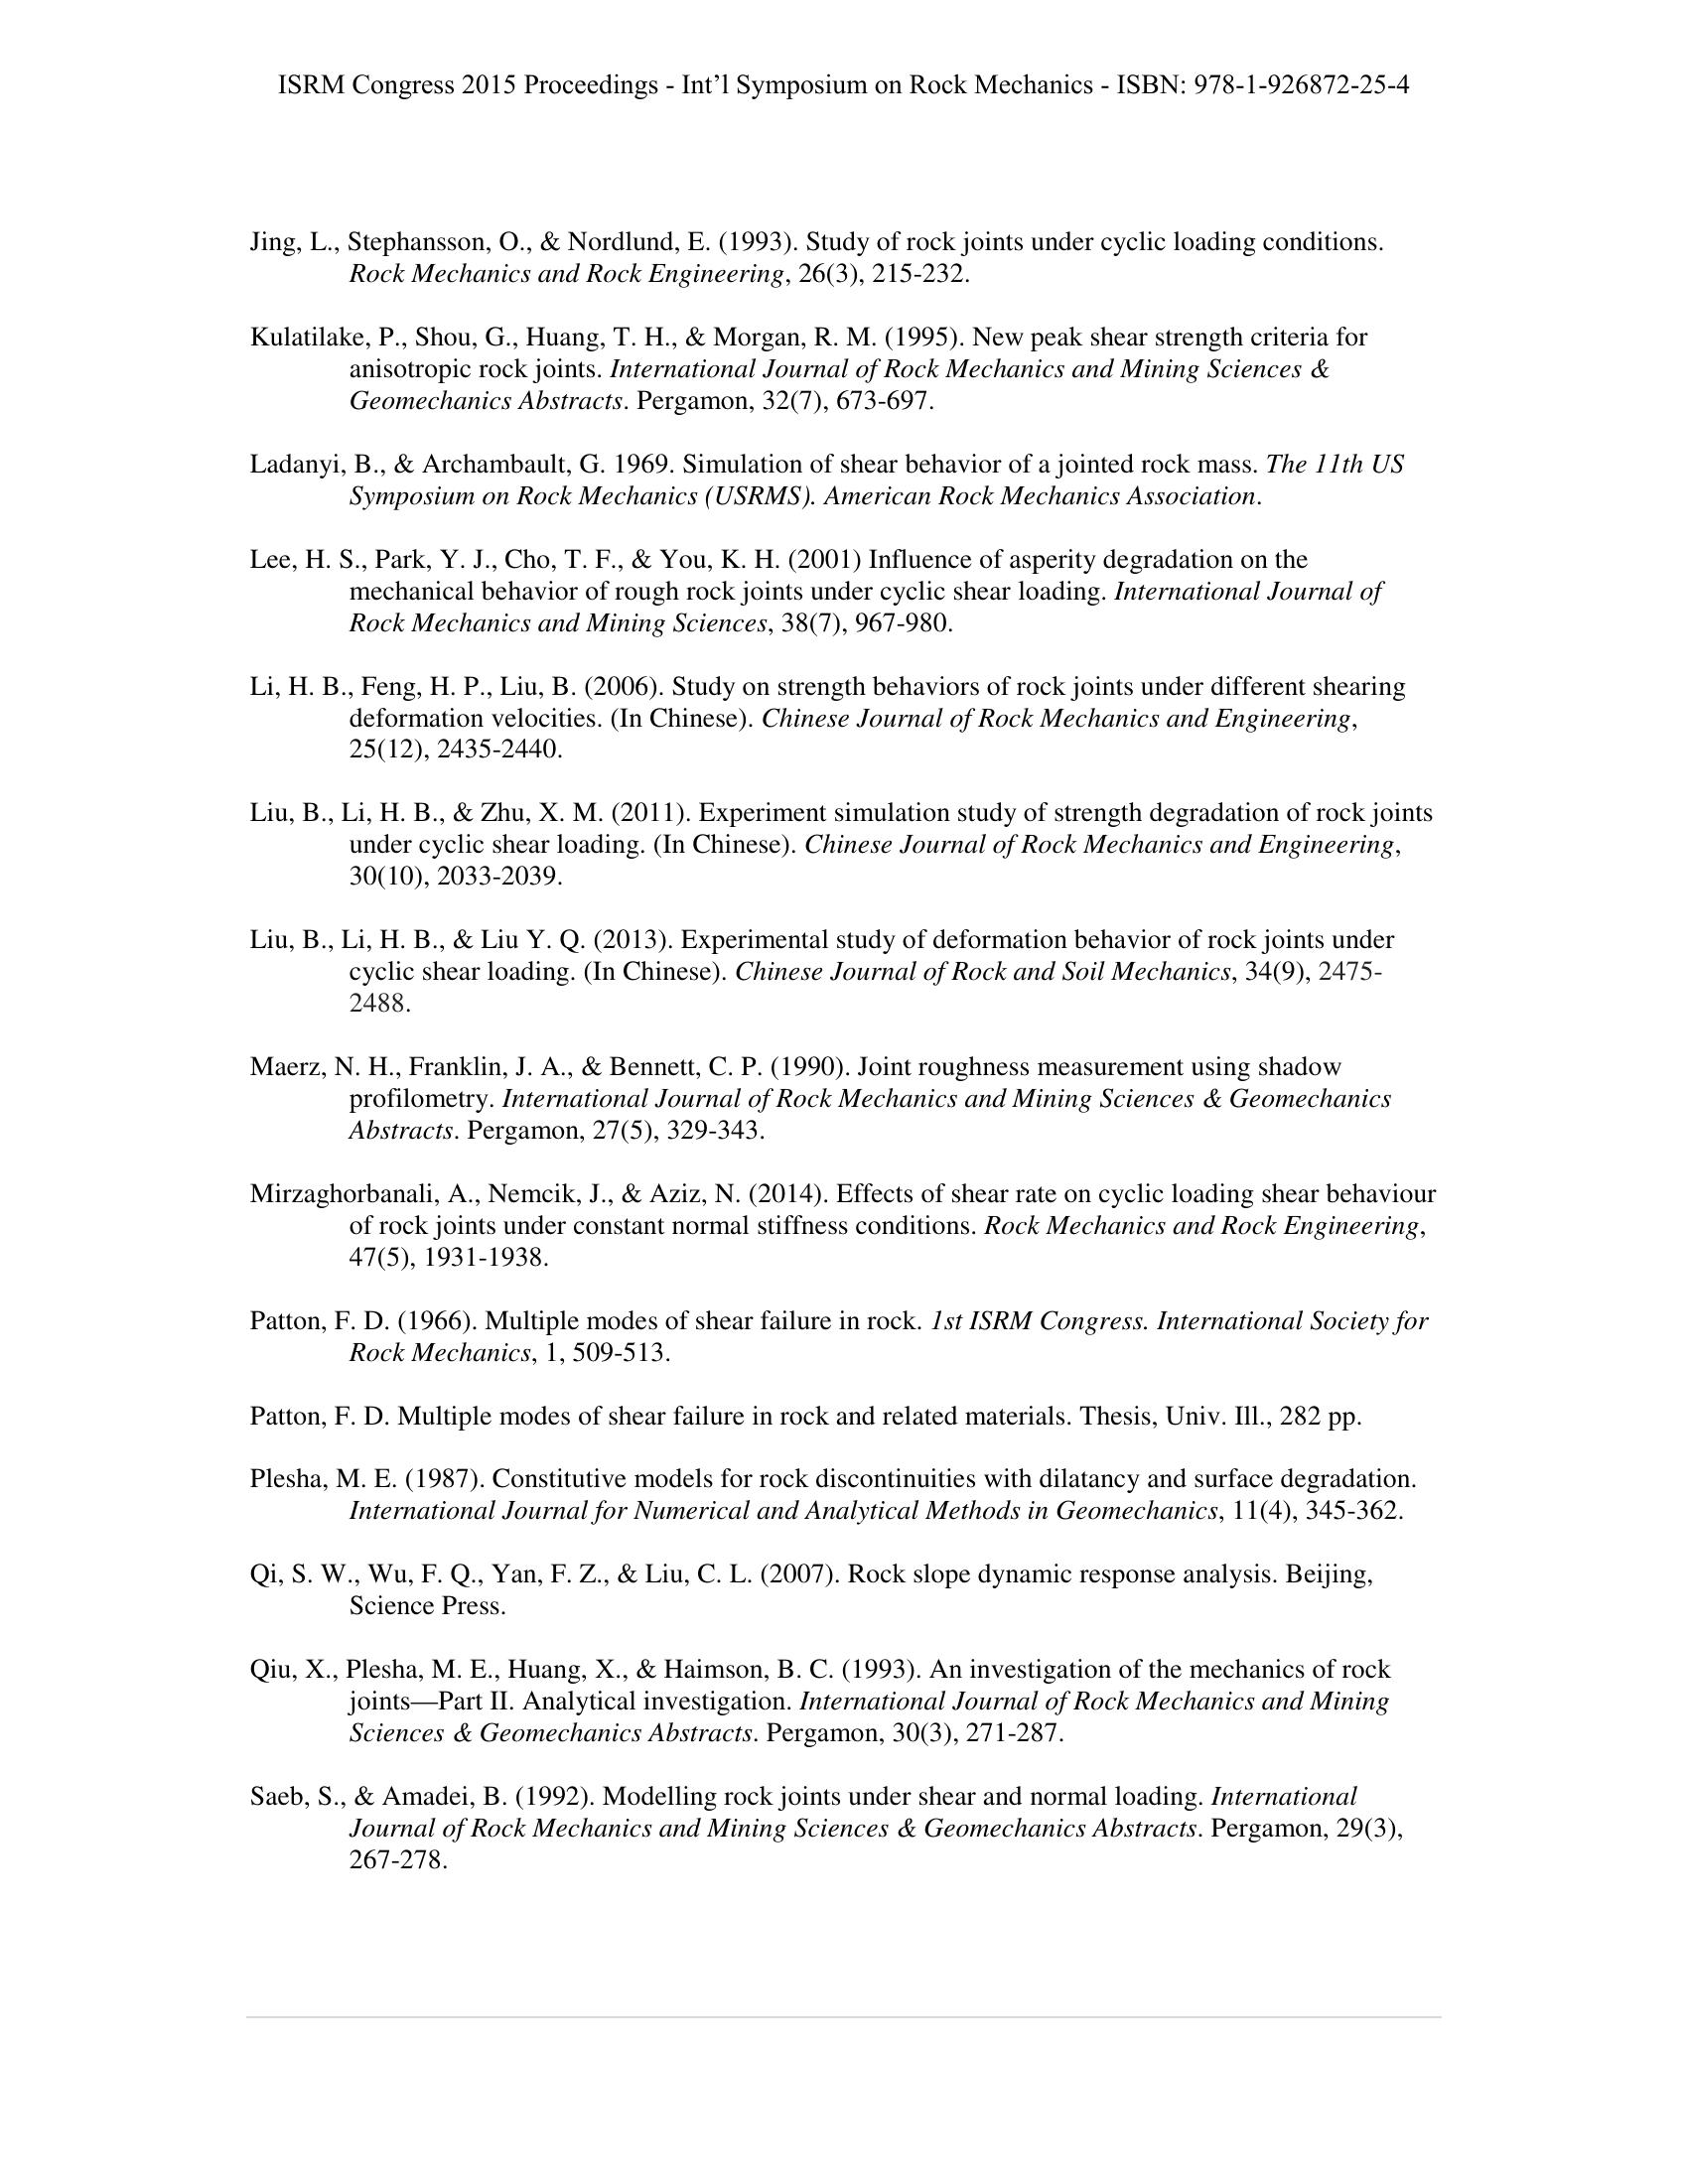 ISRM Congress 2015 Proceedings - Int’l Symposium on Rock Mechanics - ISBN: 978-1-926872-25-4
Jing, L., Stephansson, O., & Nordlund, E. (1993). Study of rock joints under cyclic loading conditions.
Rock Mechanics and Rock Engineering, 26(3), 215-232.
Kulatilake, P., Shou, G., Huang, T. H., & Morgan, R. M. (1995). New peak shear strength criteria for
anisotropic rock joints. International Journal of Rock Mechanics and Mining Sciences &
Geomechanics Abstracts. Pergamon, 32(7), 673-697.
Ladanyi, B., & Archambault, G. 1969. Simulation of shear behavior of a jointed rock mass. The 11th US
Symposium on Rock Mechanics (USRMS). American Rock Mechanics Association.
Lee, H. S., Park, Y. J., Cho, T. F., & You, K. H. (2001) Influence of asperity degradation on the
mechanical behavior of rough rock joints under cyclic shear loading. International Journal of
Rock Mechanics and Mining Sciences, 38(7), 967-980.
Li, H. B., Feng, H. P., Liu, B. (2006). Study on strength behaviors of rock joints under different shearing
deformation velocities. (In Chinese). Chinese Journal of Rock Mechanics and Engineering,
25(12), 2435-2440.
Liu, B., Li, H. B., & Zhu, X. M. (2011). Experiment simulation study of strength degradation of rock joints
under cyclic shear loading. (In Chinese). Chinese Journal of Rock Mechanics and Engineering,
30(10), 2033-2039.
Liu, B., Li, H. B., & Liu Y. Q. (2013). Experimental study of deformation behavior of rock joints under
cyclic shear loading. (In Chinese). Chinese Journal of Rock and Soil Mechanics, 34(9), 2475-
2488.
Maerz, N. H., Franklin, J. A., & Bennett, C. P. (1990). Joint roughness measurement using shadow
profilometry. International Journal of Rock Mechanics and Mining Sciences & Geomechanics
Abstracts. Pergamon, 27(5), 329-343.
Mirzaghorbanali, A., Nemcik, J., & Aziz, N. (2014). Effects of shear rate on cyclic loading shear behaviour
of rock joints under constant normal stiffness conditions. Rock Mechanics and Rock Engineering,
47(5), 1931-1938.
Patton, F. D. (1966). Multiple modes of shear failure in rock. 1st ISRM Congress. International Society for
Rock Mechanics, 1, 509-513.
Patton, F. D. Multiple modes of shear failure in rock and related materials. Thesis, Univ. Ill., 282 pp.
Plesha, M. E. (1987). Constitutive models for rock discontinuities with dilatancy and surface degradation.
International Journal for Numerical and Analytical Methods in Geomechanics, 11(4), 345-362.
Qi, S. W., Wu, F. Q., Yan, F. Z., & Liu, C. L. (2007). Rock slope dynamic response analysis. Beijing,
Science Press.
Qiu, X., Plesha, M. E., Huang, X., & Haimson, B. C. (1993). An investigation of the mechanics of rock
joints—Part II. Analytical investigation. International Journal of Rock Mechanics and Mining
Sciences & Geomechanics Abstracts. Pergamon, 30(3), 271-287.
Saeb, S., & Amadei, B. (1992). Modelling rock joints under shear and normal loading. International
Journal of Rock Mechanics and Mining Sciences & Geomechanics Abstracts. Pergamon, 29(3),
267-278.